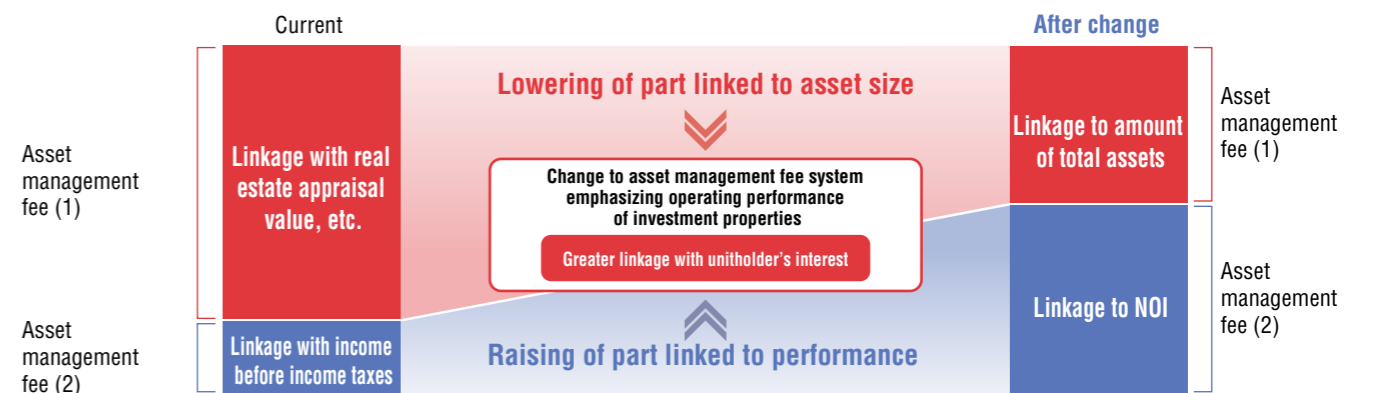 Current
After change
Asset
management
fee (1)
Linkage with real
estate appraisal
value, etc.
Asset
management
fee (2)
Linkage with income
before income taxes
Lowering of part linked to asset size
Change to asset management fee system
emphasizing operating performance
of investment properties
Greater linkage with unitholder's interest
Raising of part linked to performance
Linkage to amount
of total assets
Asset
management
fee (1)
Linkage to NOI
Asset
management
fee (2)